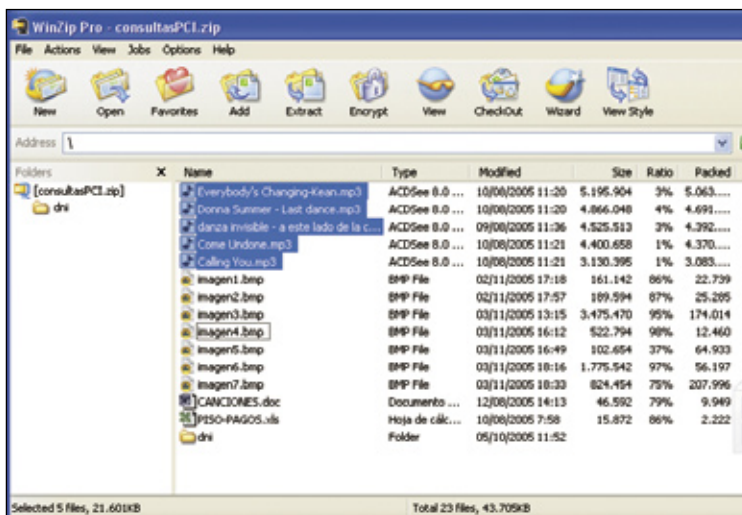 WinZip Pro - consultasPCI.zip
File Actions View Jobs Options Help
New Open Favorites Add Extract Encrypt View CheckOut Wizard View Style
Address \
Folders X Name Type Modified Size Ratio Packed
[consultasPCI.zip]
dni
Everybody's Changing-Kean.mp3 ACDSee 8.0 ... 10/08/2005 11:20 5.195.904 3% 5.063....
Donna Summer - Last dance.mp3 ACDSee 8.0 ... 10/08/2005 11:20 4.866.048 4% 4.691....
danza invisible - a este lado de la c... ACDSee 8.0 ... 09/08/2005 11:36 4.525.513 3% 4.392....
Come Undone.mp3 ACDSee 8.0 ... 10/08/2005 11:21 4.400.658 1% 4.370....
Calling You.mp3 ACDSee 8.0 ... 10/08/2005 11:21 3.130.395 1% 3.083....
imagen1.bmp BMP File 02/11/2005 17:18 161.142 86% 22.739
imagen2.bmp BMP File 02/11/2005 17:57 189.594 87% 25.285
imagen3.bmp BMP File 03/11/2005 13:15 3.475.470 95% 174.014
imagen4.bmp BMP File 03/11/2005 16:12 522.794 98% 12.460
imagen5.bmp BMP File 03/11/2005 16:49 102.654 37% 64.933
imagen6.bmp BMP File 03/11/2005 18:16 1.775.542 97% 56.197
imagen7.bmp BMP File 03/11/2005 18:33 824.454 75% 207.996
CANCIONES.doc Documento ... 12/08/2005 14:13 46.592 79% 9.949
PISO-PAGOS.xls Hoja de cálc... 10/08/2005 7:58 15.872 86% 2.222
dni Folder 05/10/2005 11:52
Selected 5 files, 21.601KB Total 23 files, 43.705KB